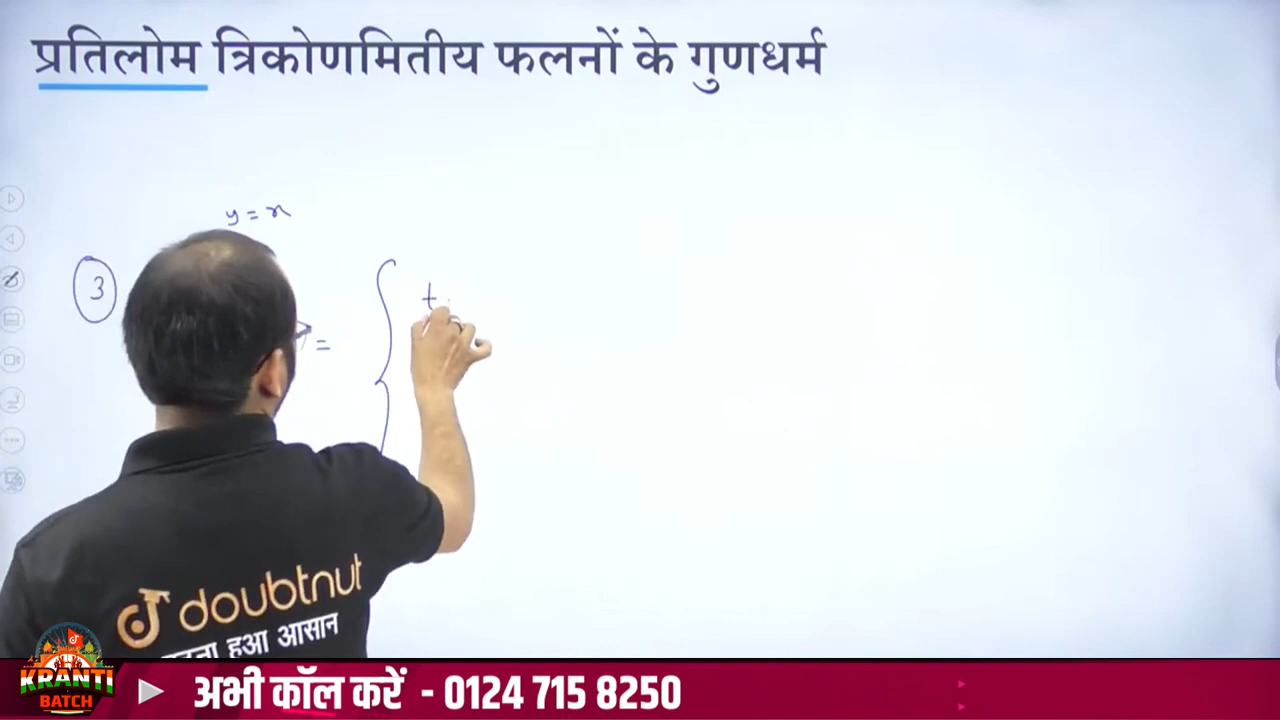 प्रतिलोम त्रिकोणमितीय फलनों के गुणधर्म
y = x
3
=
t
doubtnut
हुआ आसान
KRANTI
BATCH
अभी कॉल करें - 0124 715 8250